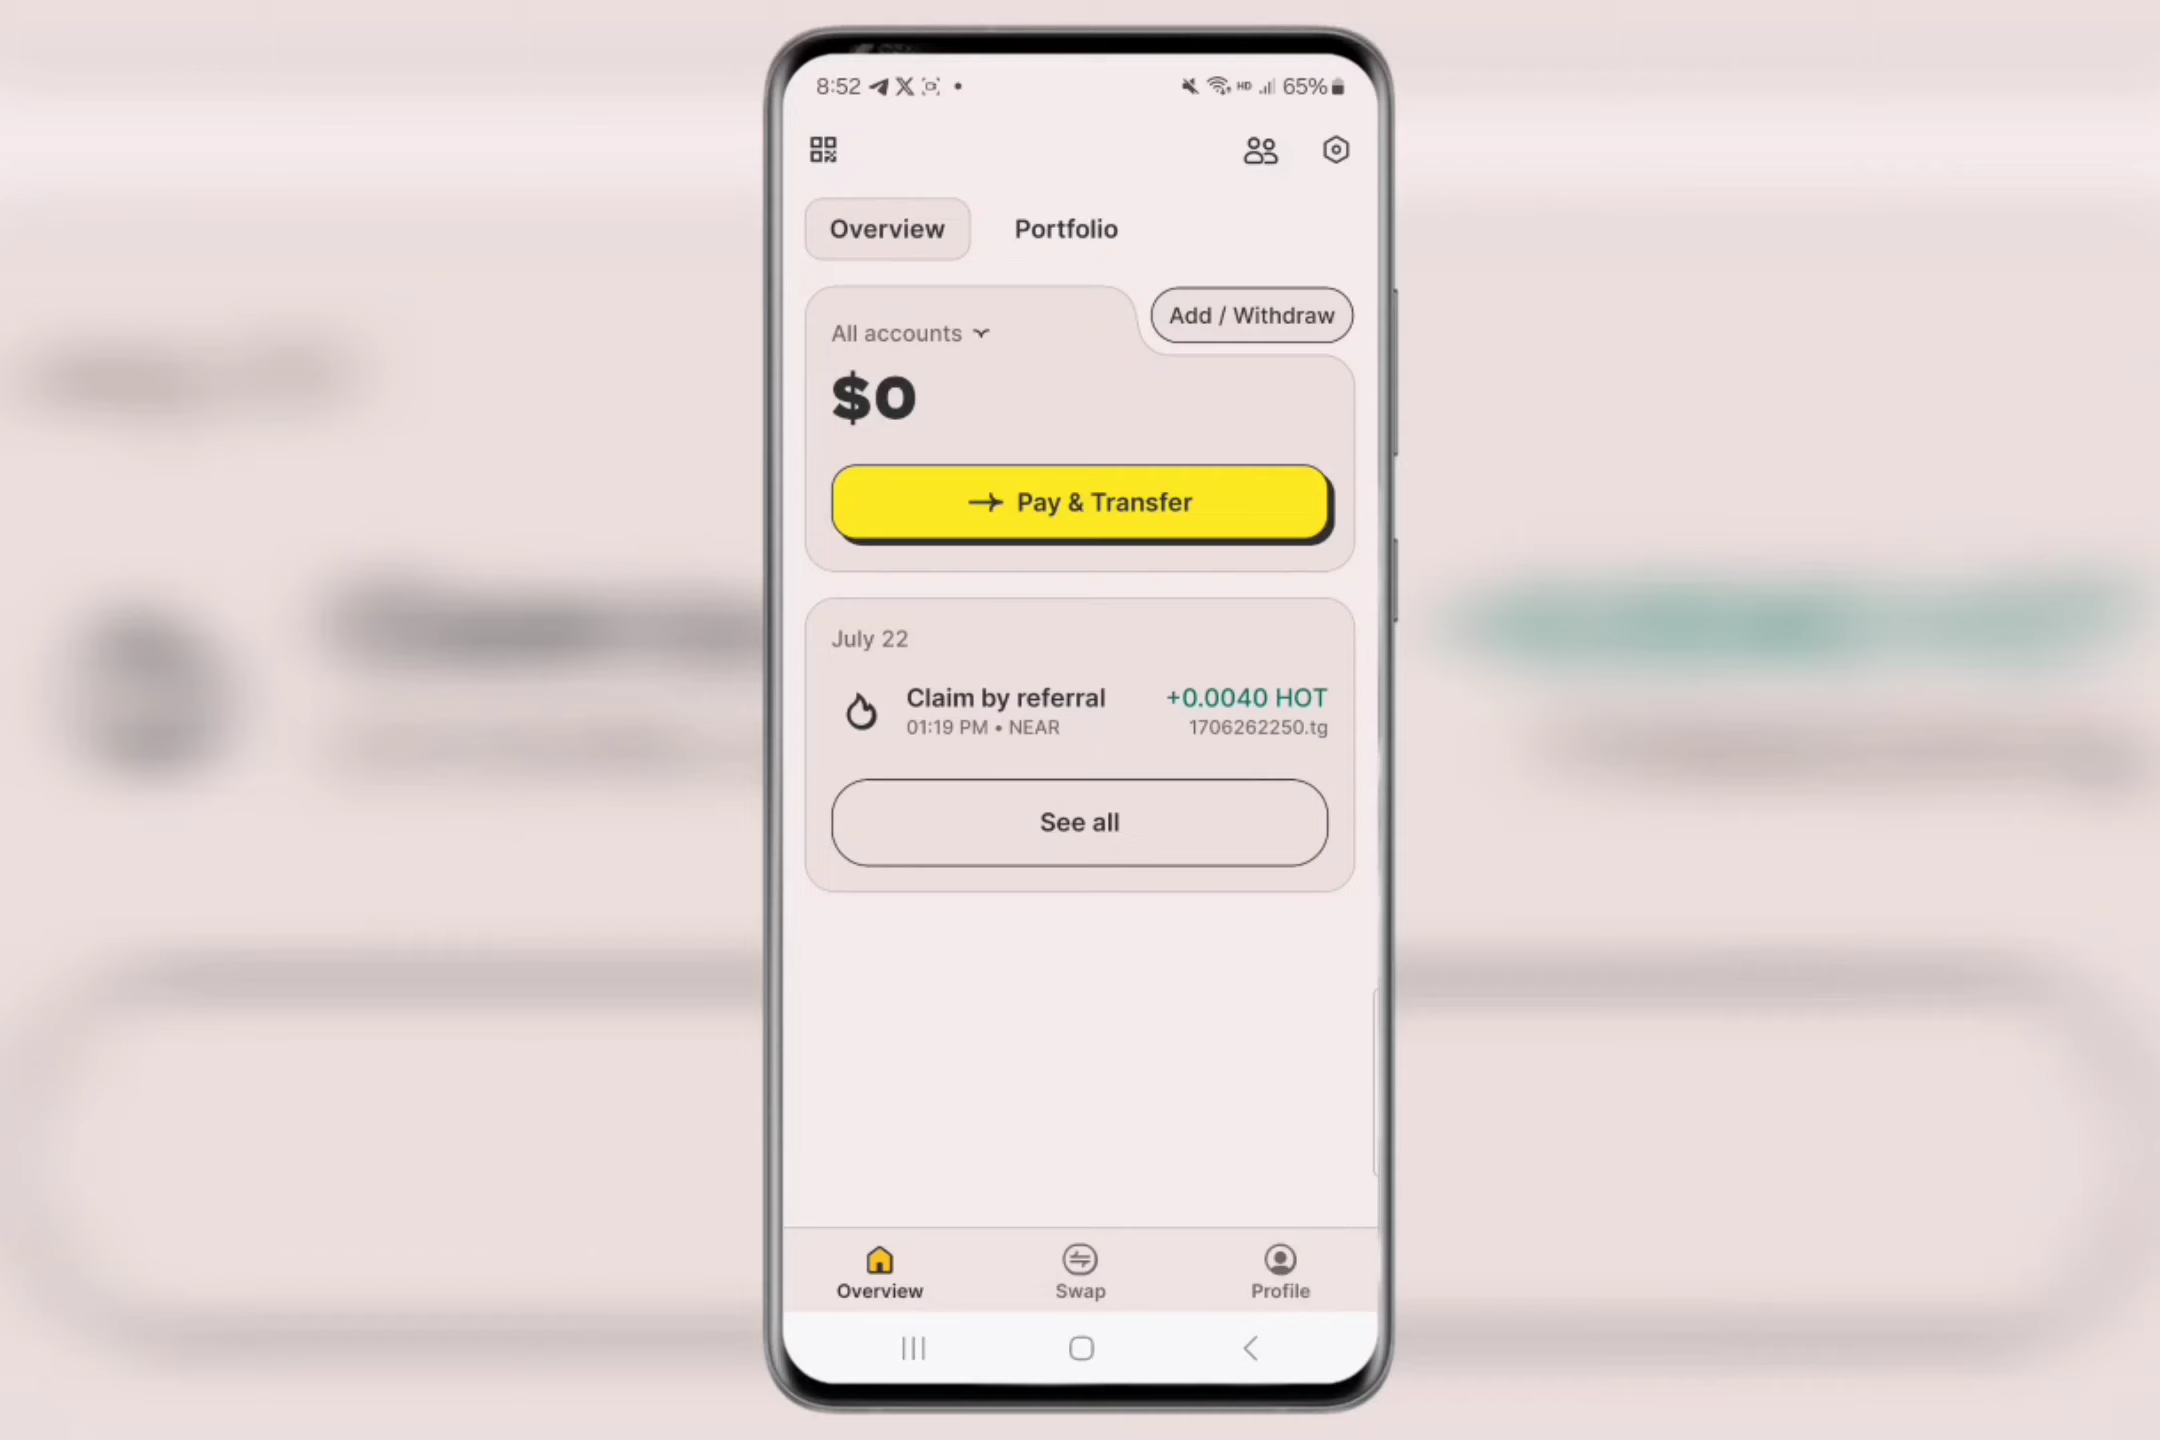 8:52
HD 65%
Overview Portfolio
Add / Withdraw
All accounts
$0
Pay & Transfer
July 22
Claim by referral +0.0040 HOT
01:19 PM • NEAR 1706262250.tg
See all
Overview Swap Profile